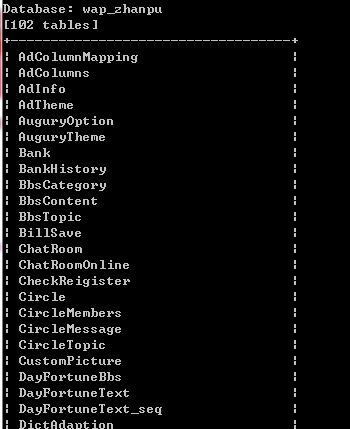 Database: wap_zhanpu
[102 tables]
+---------------------------------+
| AdColumnMapping |
| AdColumns |
| AdInfo |
| AdTheme |
| AuguryOption |
| AuguryTheme |
| Bank |
| BankHistory |
| BbsCategory |
| BbsContent |
| BbsTopic |
| BillSave |
| ChatRoom |
| ChatRoomOnline |
| CheckReigister |
| Circle |
| CircleMembers |
| CircleMessage |
| CircleTopic |
| CustomPicture |
| DayFortuneBbs |
| DayFortuneText |
| DayFortuneText_seq |
| DictAdaption |